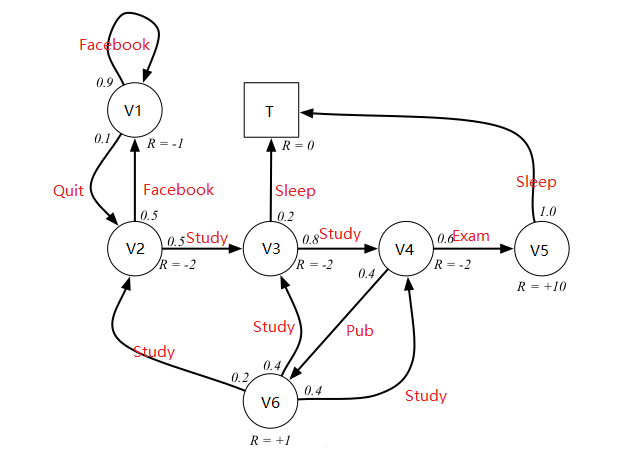 Facebook
0.9
V1
T
0.1
R = -1
R = 0
Quit
Facebook
Sleep
Sleep
0.5
0.2
1.0
V2
0.5
Study
V3
0.8
Study
V4
0.6
Exam
V5
R = -2
R = -2
R = -2
0.4
R = +10
Study
Pub
Study
0.2
0.4
0.4
Study
V6
R = +1